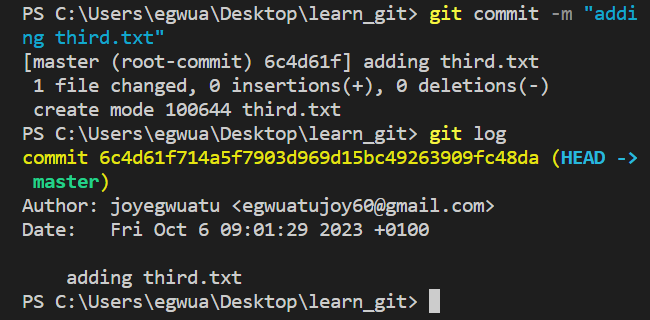 PS C:\Users\egwua\Desktop\learn_git> git commit -m "addi
ng third.txt"
[master (root-commit) 6c4d61f] adding third.txt
 1 file changed, 0 insertions(+), 0 deletions(-)
 create mode 100644 third.txt
PS C:\Users\egwua\Desktop\learn_git> git log
commit 6c4d61f714a5f7903d969d15bc49263909fc48da (HEAD ->
 master)
Author: joyegwuatu <egwuatujoy60@gmail.com>
Date:   Fri Oct 6 09:01:29 2023 +0100

    adding third.txt
PS C:\Users\egwua\Desktop\learn_git>